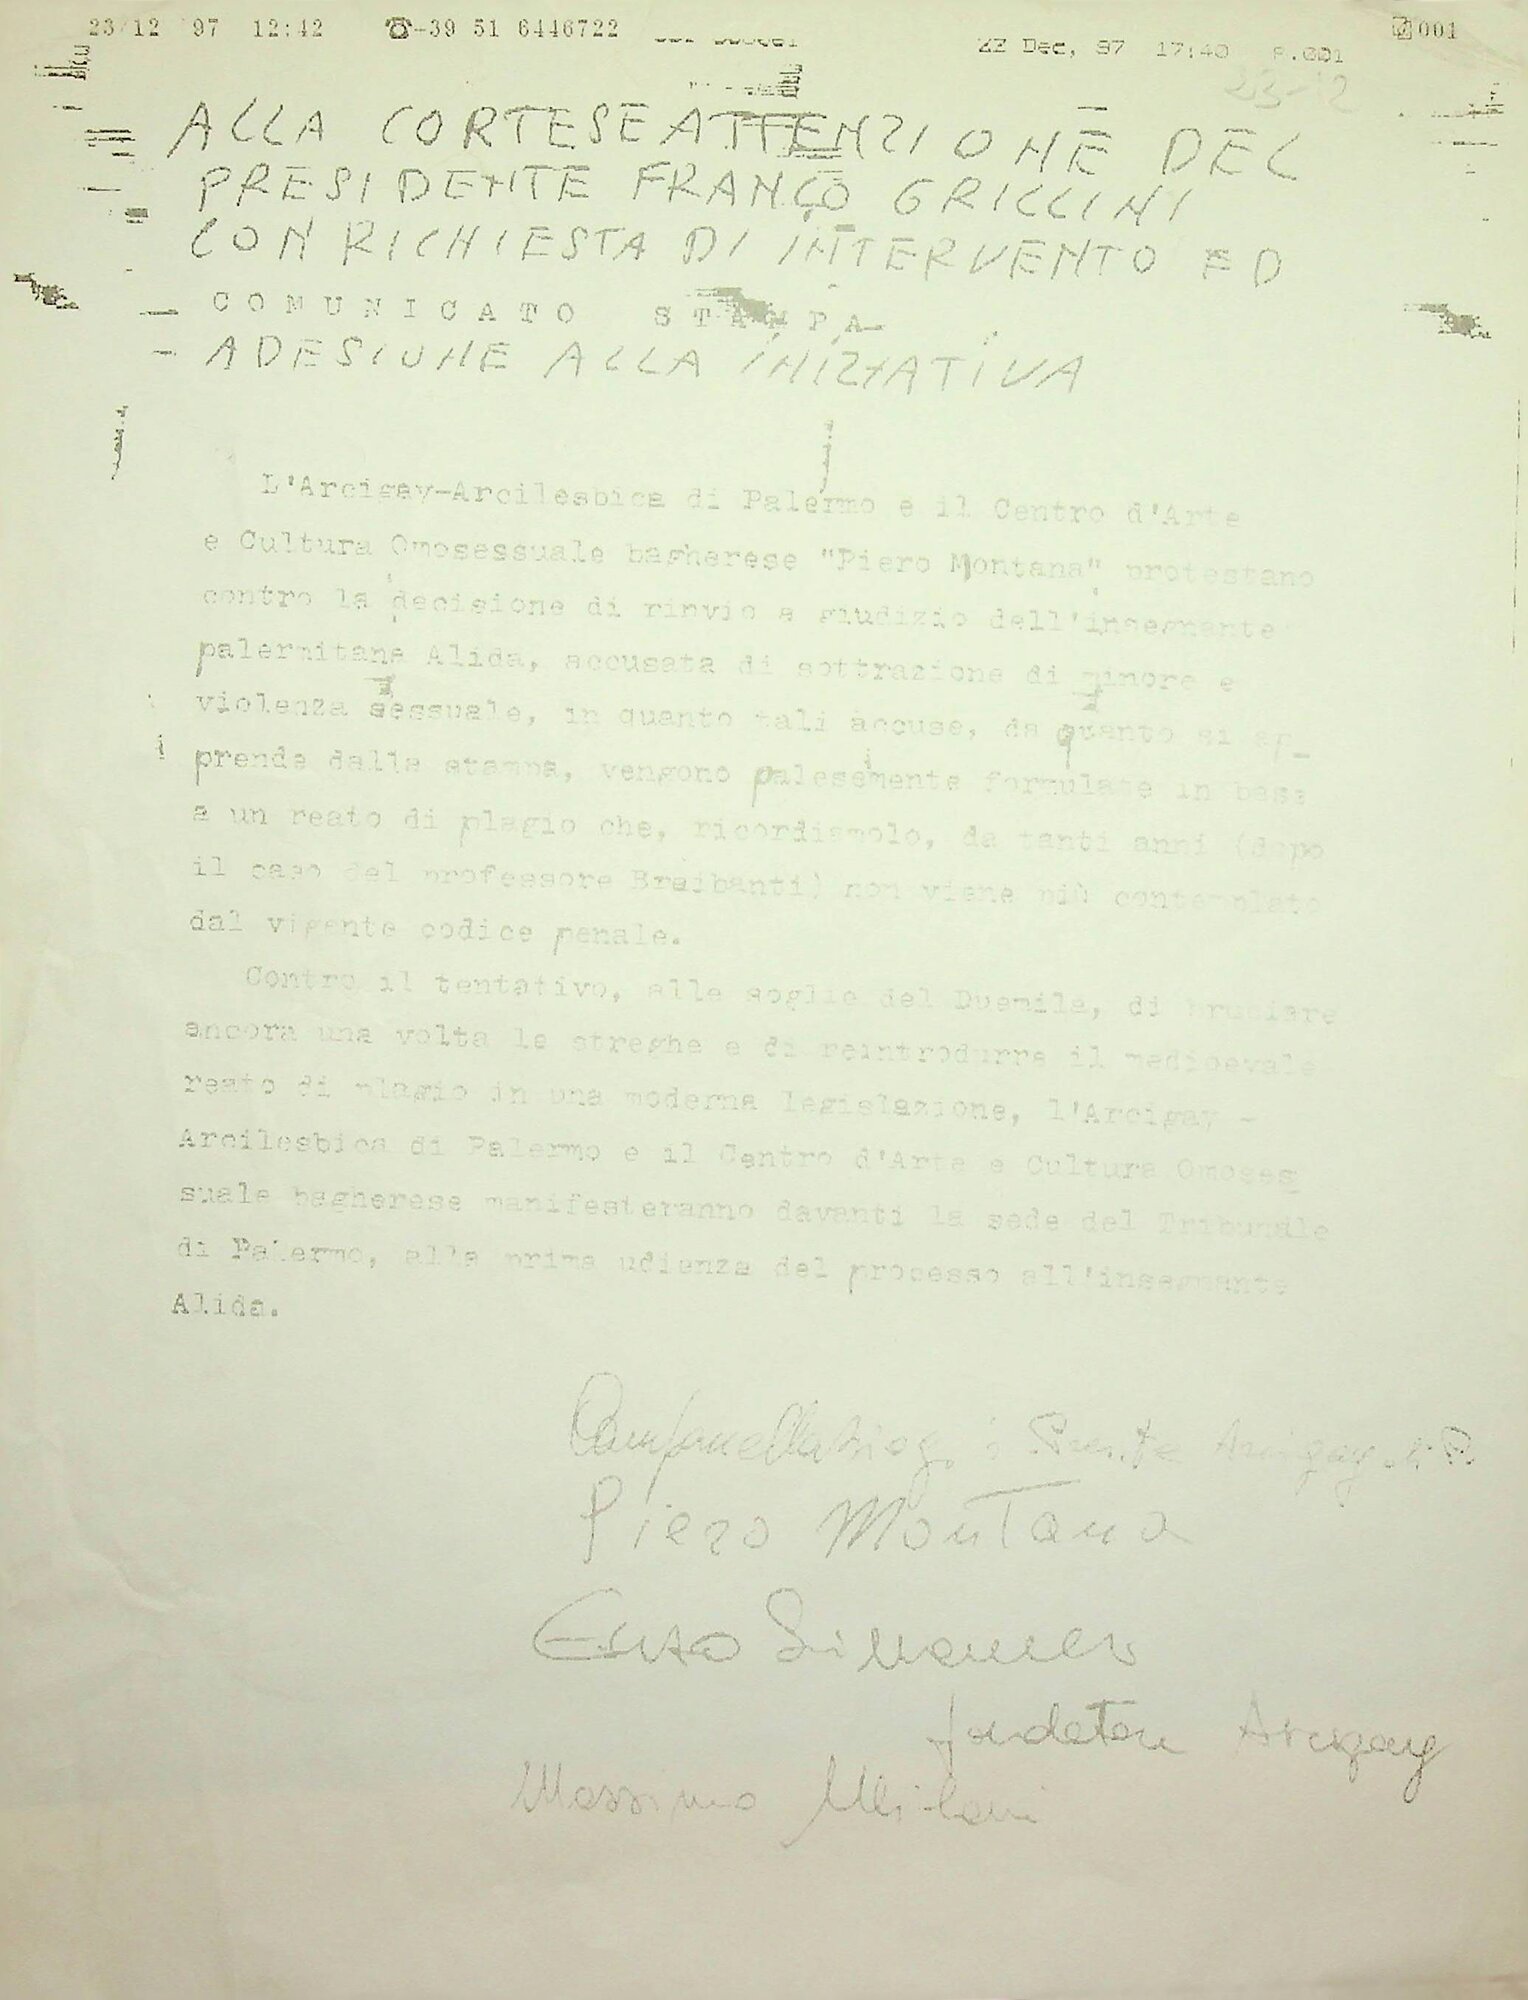 23/12 '97 12:42 ☎-39 51 6446722 001
22 Dec, 97 17:40 P.001
23-12
ALLA CORTESE ATTENZIONE DEL
PRESIDENTE FRANCO GRILLINI
CON RICHIESTA DI INTERVENTO ED
COMUNICATO STAMPA
- ADESIONE ALLA INIZIATIVA
L'Arcigay-Arcilesbica di Palermo e il Centro d'Arte
e Cultura Omosessuale bagherese "Piero Montana" protestano
contro la decisione di rinvio a giudizio dell'insegnante
palermitana Alida, accusata di sottrazione di minore e
violenza sessuale, in quanto tali accuse, da quanto si ap_
prende dalla stampa, vengono palesemente formulate in base
a un reato di plagio che, ricordiamolo, da tanti anni (dopo
il caso del professore Braibanti) non viene più contemplato
dal vigente codice penale.
Contro il tentativo, alle soglie del Duemila, di bruciare
ancora una volta le streghe e di reintrodurre il medioevale
reato di plagio in una moderna legislazione, l'Arcigay -
Arcilesbica di Palermo e il Centro d'Arte e Cultura Omoses
suale bagherese manifesteranno davanti la sede del Tribunale
di Palermo, alla prima udienza del processo all'insegnante
Alida.
Arcigay di P.
Piero Montana
Enzo
Arcigay
Massimo Milani